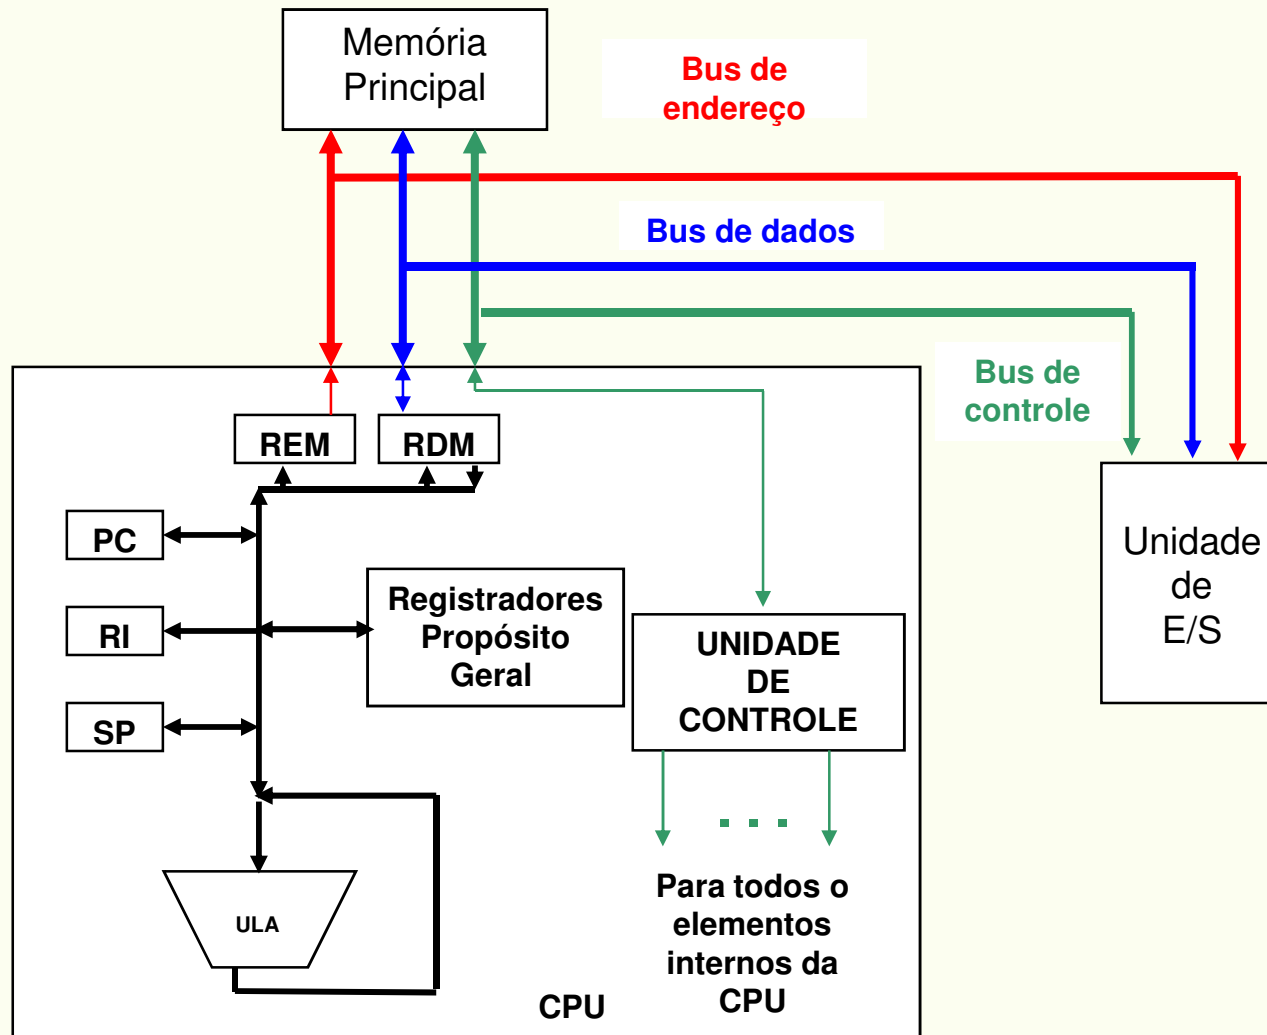 Memória
Principal
Bus de
endereço
Bus de dados
Bus de
controle
REM
RDM
PC
RI
SP
Registradores
Propósito
Geral
UNIDADE
DE
CONTROLE
Unidade
de
E/S
ULA
. . .
Para todos o
elementos
internos da
CPU
CPU